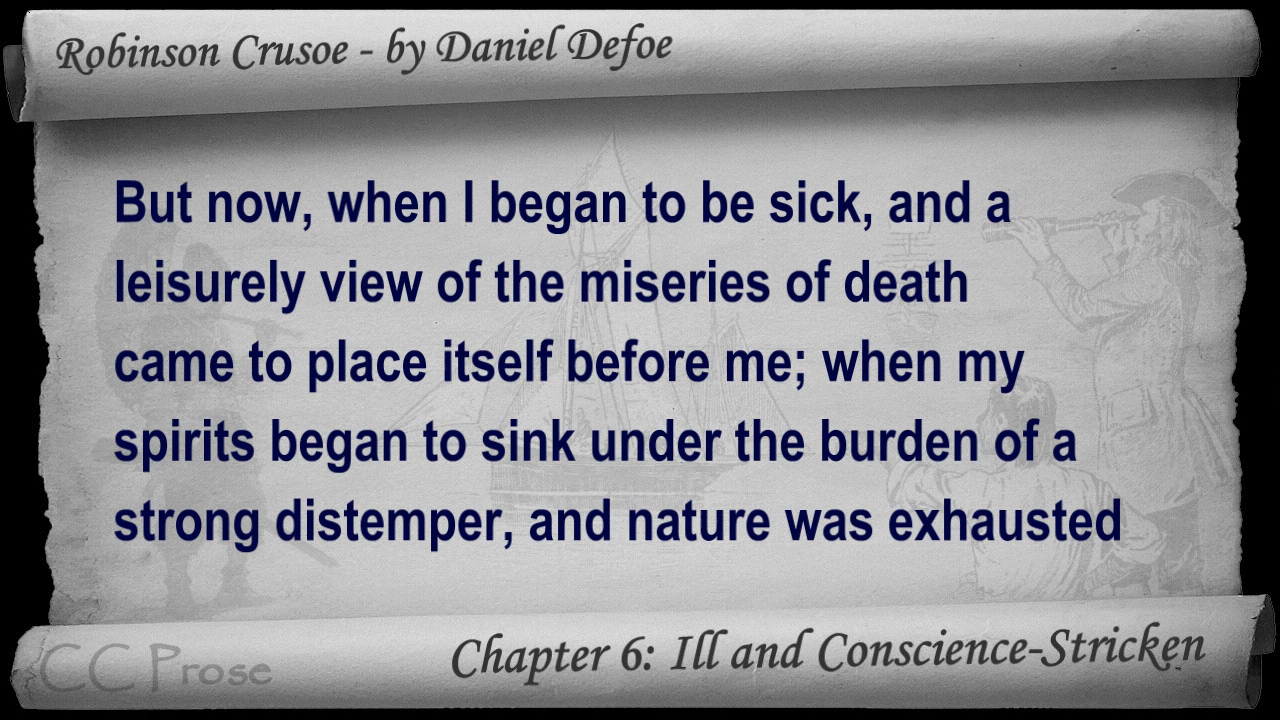 Robinson Crusoe - by Daniel Defoe
But now, when I began to be sick, and a
leisurely view of the miseries of death
came to place itself before me; when my
spirits began to sink under the burden of a
strong distemper, and nature was exhausted
CC Prose
Chapter 6: Ill and Conscience-Stricken